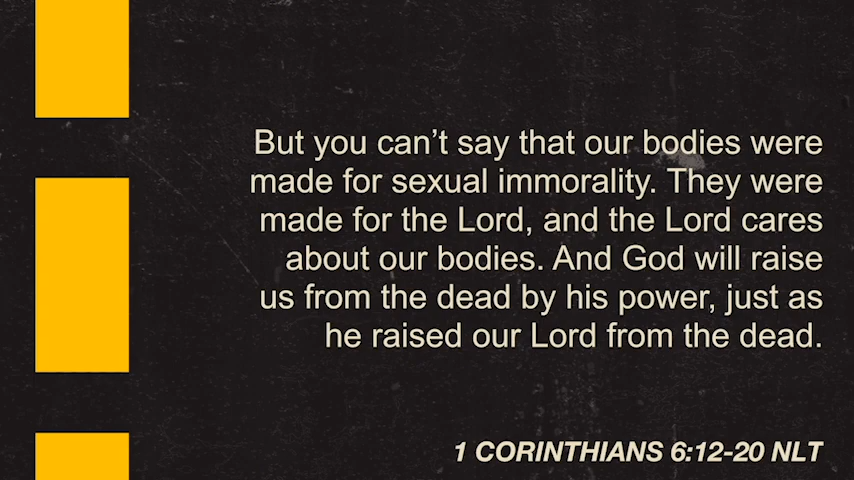 But you can’t say that our bodies were
made for sexual immorality. They were
made for the Lord, and the Lord cares
about our bodies. And God will raise
us from the dead by his power, just as
he raised our Lord from the dead.
1 CORINTHIANS 6:12-20 NLT